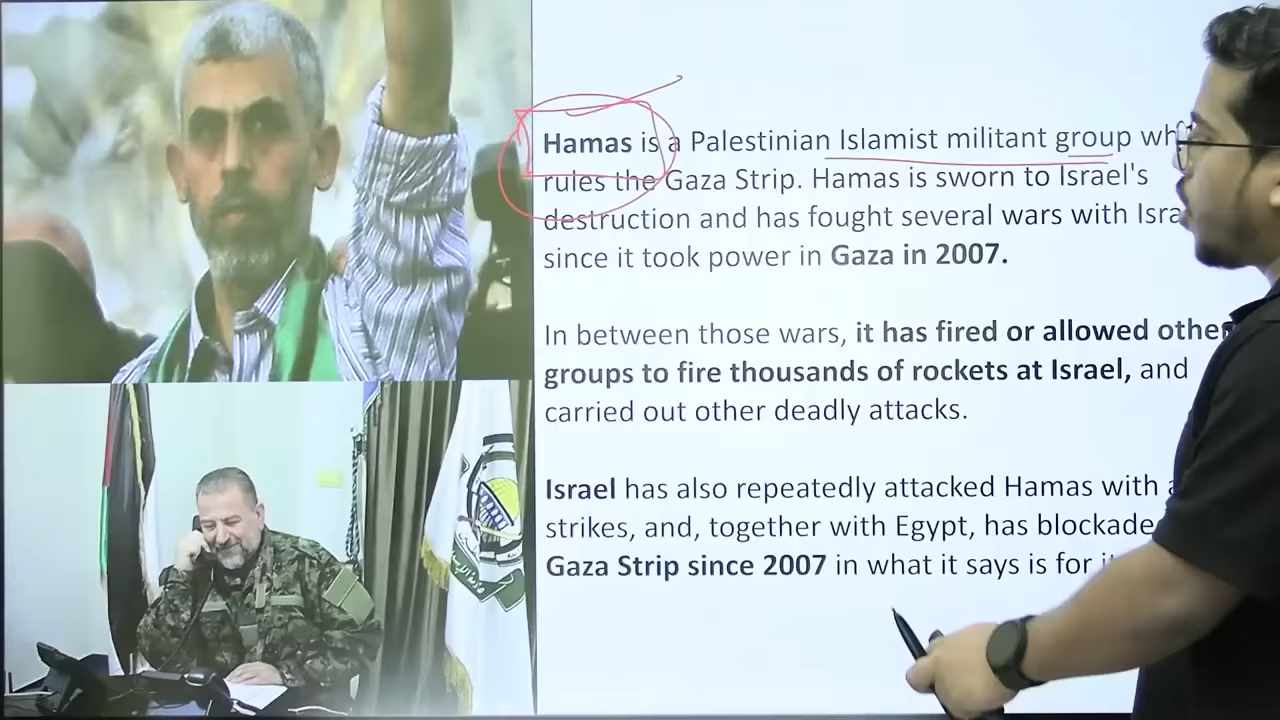 Hamas is a Palestinian Islamist militant group
rules the Gaza Strip. Hamas is sworn to Israel's
destruction and has fought several wars with
since it took power in Gaza in 2007.
In between those wars, it has fired or allowed other
groups to fire thousands of rockets at Israel, and
carried out other deadly attacks.
Israel has also repeatedly attacked Hamas with
strikes, and, together with Egypt, has
Gaza Strip since 2007 in what it says is for